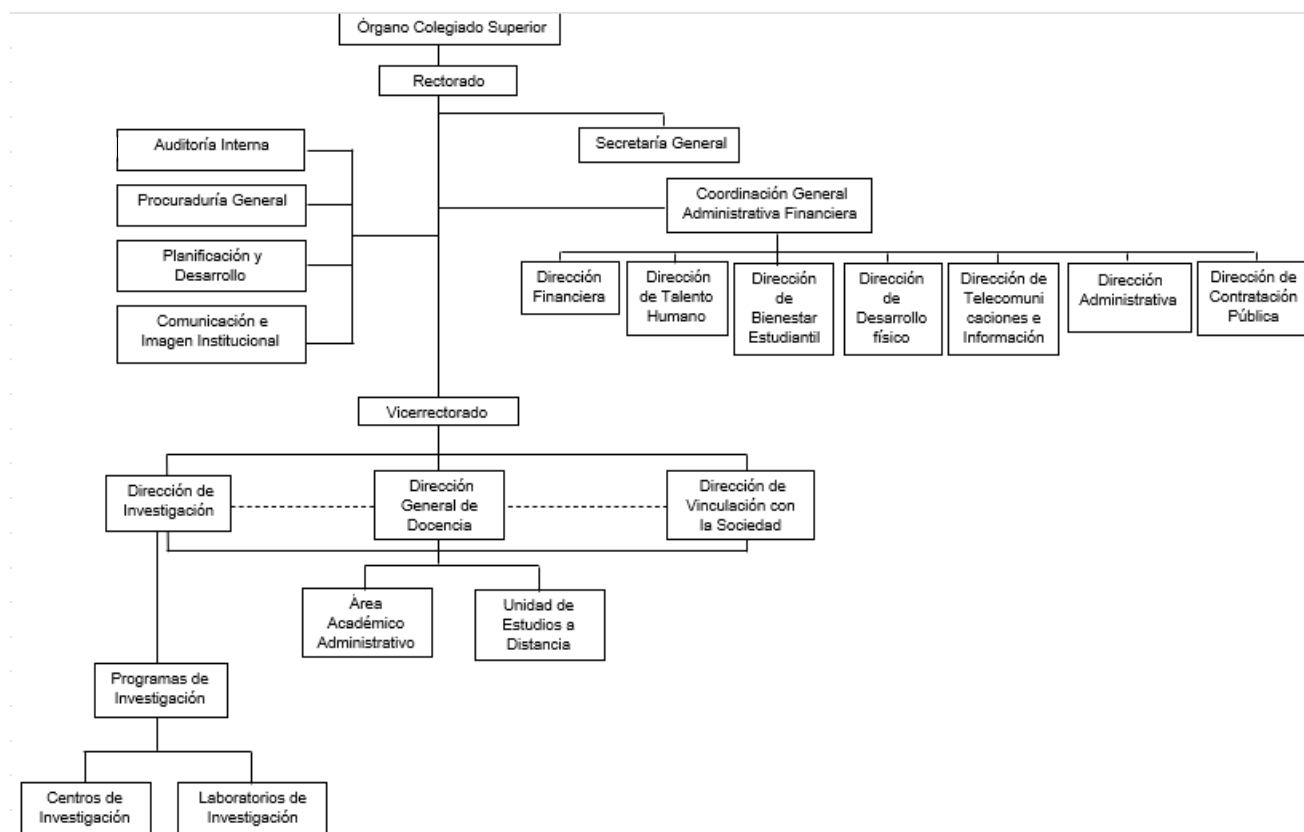 Órgano Colegiado Superior
Rectorado
Secretaría General
Auditoría Interna
Procuraduría General
Planificación y
Desarrollo
Comunicación e
Imagen Institucional
Coordinación General
Administrativa Financiera
Dirección
Financiera
Dirección
de Talento
Humano
Dirección
de
Bienestar
Estudiantil
Dirección
de
Desarrollo
físico
Dirección de
Telecomuni
caciones e
Información
Dirección
Administrativa
Dirección de
Contratación
Pública
Vicerrectorado
Dirección de
Investigación
Dirección
General de
Docencia
Dirección de
Vinculación con
la Sociedad
Área
Académico
Administrativo
Unidad de
Estudios a
Distancia
Programas de
Investigación
Centros de
Investigación
Laboratorios de
Investigación